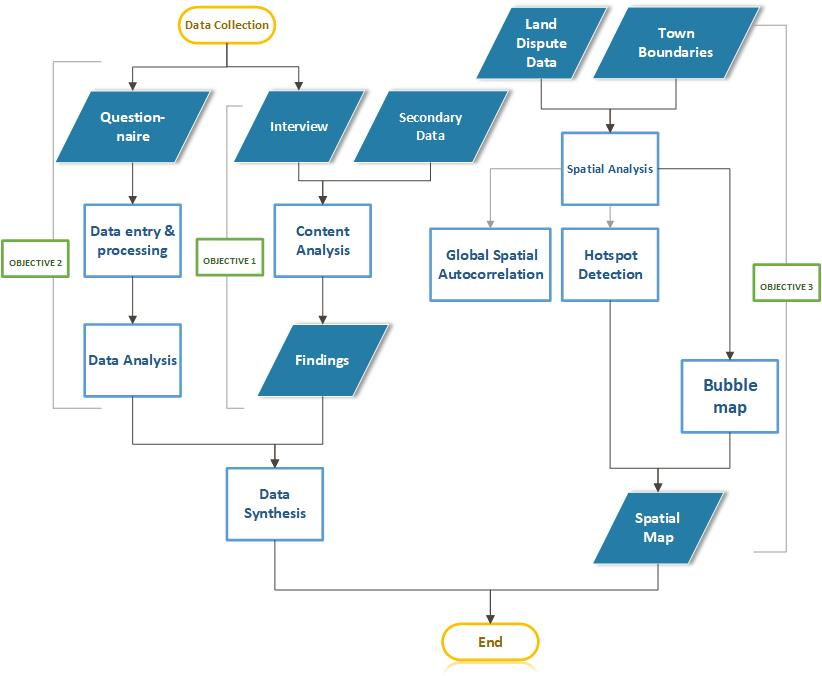 Data Collection
Land
Dispute
Data
Town
Boundaries
Question-
naire
Interview
Secondary
Data
Spatial Analysis
Data entry &
processing
Content
Analysis
Global Spatial
Autocorrelation
Hotspot
Detection
OBJECTIVE 2
OBJECTIVE 1
OBJECTIVE 3
Data Analysis
Findings
Bubble
map
Data
Synthesis
Spatial
Map
End